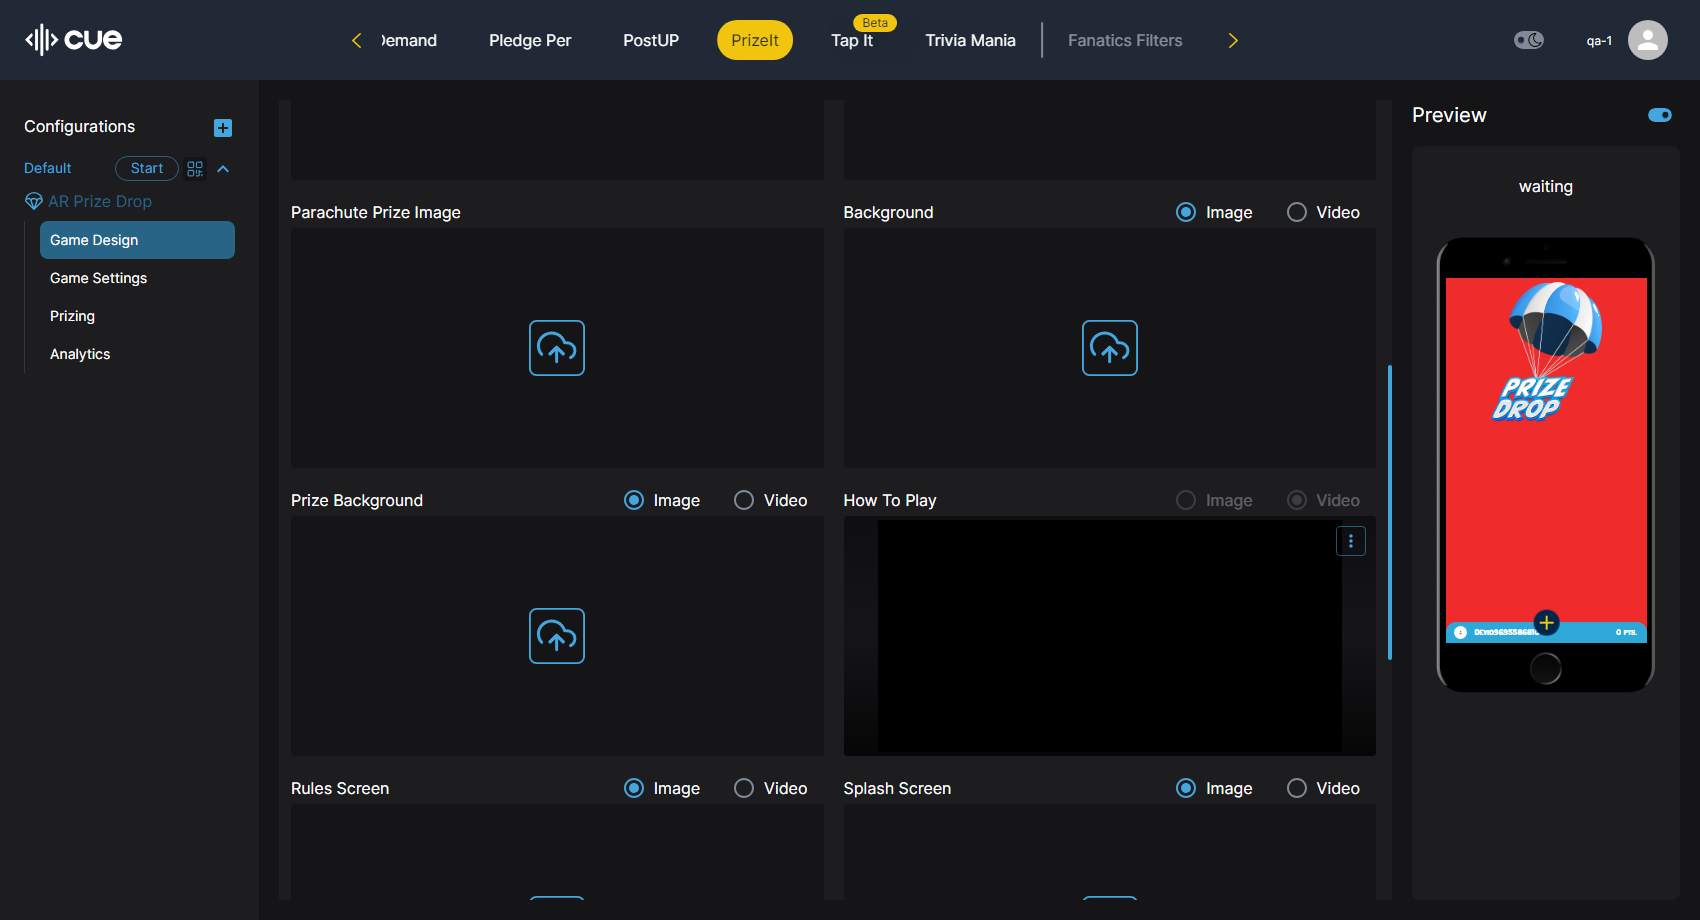 cue
Demand
Pledge Per
PostUP
PrizeIt
Beta
Tap It
Trivia Mania
Fanatics Filters
qa-1
Configurations
Default
Start
AR Prize Drop
Game Design
Game Settings
Prizing
Analytics
Parachute Prize Image
Background
Image
Video
Prize Background
Image
Video
How To Play
Image
Video
Rules Screen
Image
Video
Splash Screen
Image
Video
Preview
waiting
PRIZE
DROP
0 PTS.